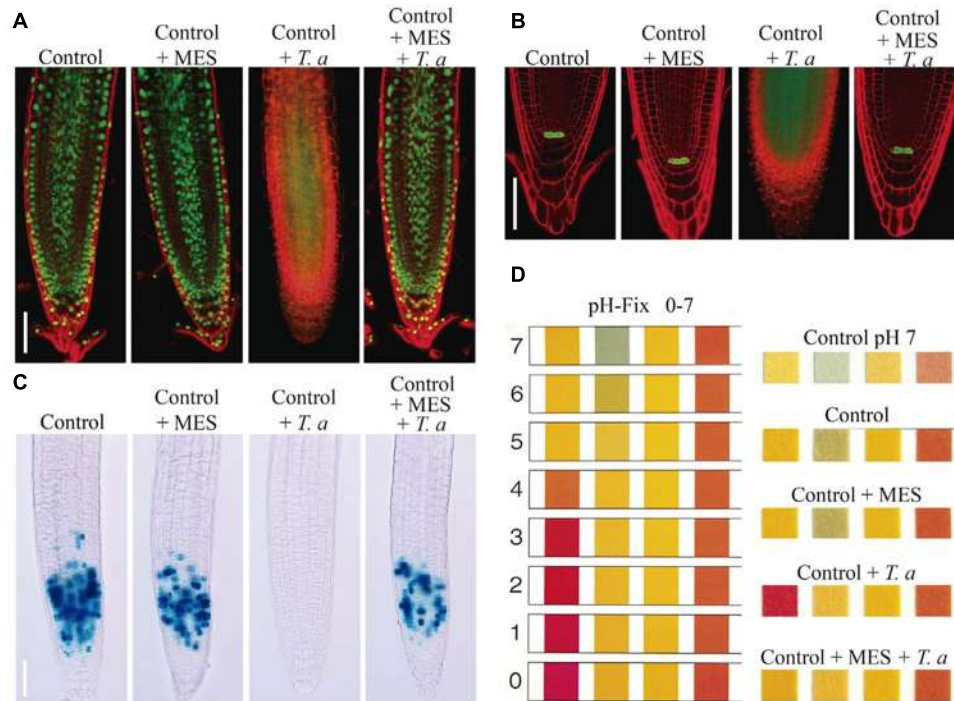 A
Control
Control
+ MES
Control
+ T. a
Control
+ MES
+ T. a
B
Control
Control
+ MES
Control
+ T. a
Control
+ MES
+ T. a
C
Control
Control
+ MES
Control
+ T. a
Control
+ MES
+ T. a
D
pH-Fix 0-7
7
6
5
4
3
2
1
0
Control pH 7
Control
Control + MES
Control + T. a
Control + MES + T. a